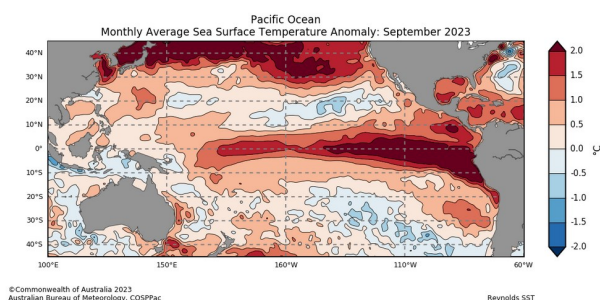 Pacific Ocean
Monthly Average Sea Surface Temperature Anomaly: September 2023
40°N
30°N
20°N
10°N
0°
10°S
20°S
30°S
40°S
100°E
150°E
160°W
110°W
60°W
2.0
1.5
1.0
0.5
0.0
-0.5
-1.0
-1.5
-2.0
°C
©Commonwealth of Australia 2023
Australian Bureau of Meteorology, COSPPac
Reynolds SST